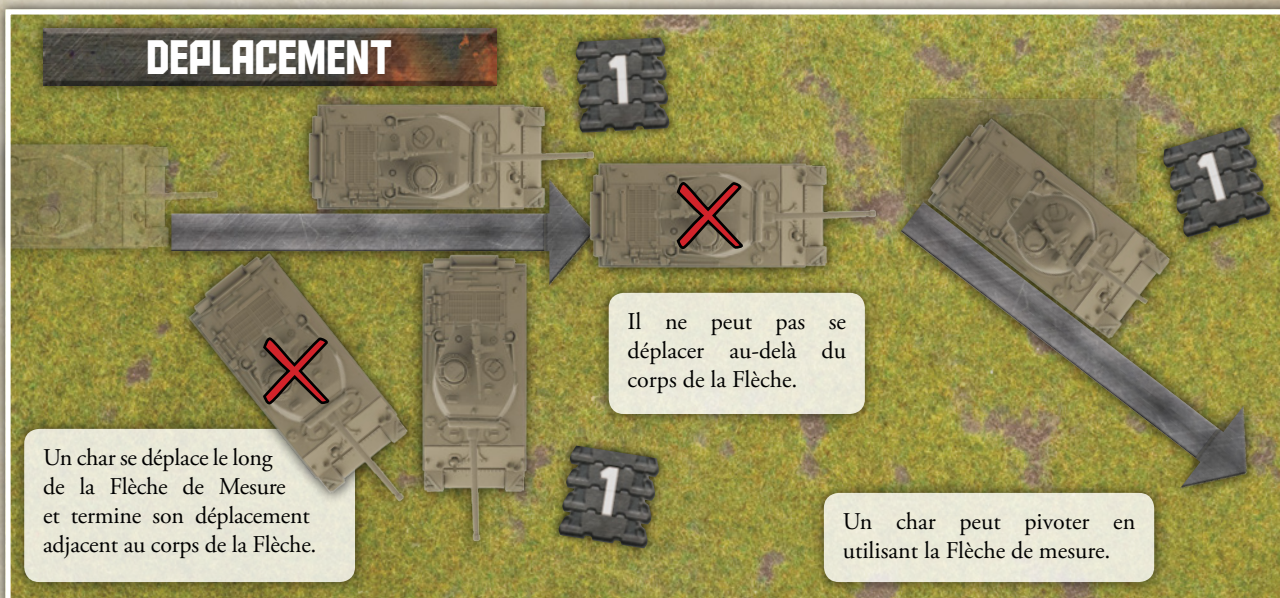 DEPLACEMENT
1
1
Il ne peut pas se
déplacer au-delà du
corps de la Flèche.
Un char se déplace le long
de la Flèche de Mesure
et termine son déplacement
adjacent au corps de la Flèche.
1
Un char peut pivoter en
utilisant la Flèche de mesure.